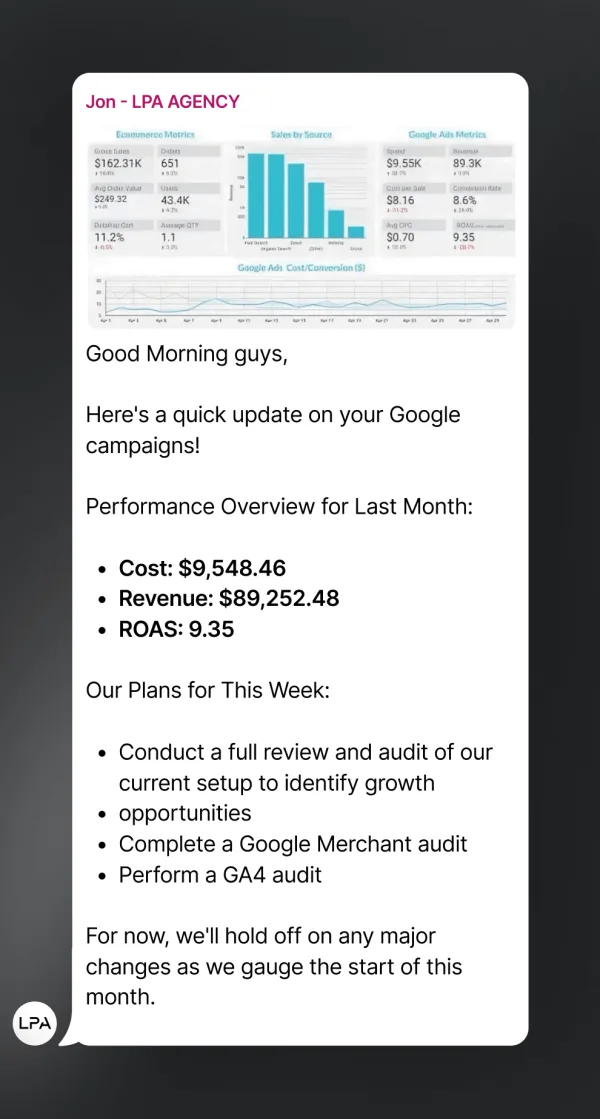 Jon - LPA AGENCY
Ecommerce Metrics
Sales by Source
Google Ads Metrics
Gross Sales
Orders
Spend
Revenue
$162.31K
651
$9.55K
89.3K
Avg Order Value
Users
Cost per Sale
Conversion Rate
$249.32
43.4K
$8.16
8.6%
Average QTY
Avg CPC
ROAS
11.2%
1.1
$0.70
9.35
Google Ads Cost/Conversion ($)
Good Morning guys,
Here's a quick update on your Google
campaigns!
Performance Overview for Last Month:
• Cost: $9,548.46
• Revenue: $89,252.48
• ROAS: 9.35
Our Plans for This Week:
• Conduct a full review and audit of our
current setup to identify growth
• opportunities
• Complete a Google Merchant audit
• Perform a GA4 audit
For now, we'll hold off on any major
changes as we gauge the start of this
month.
LPA